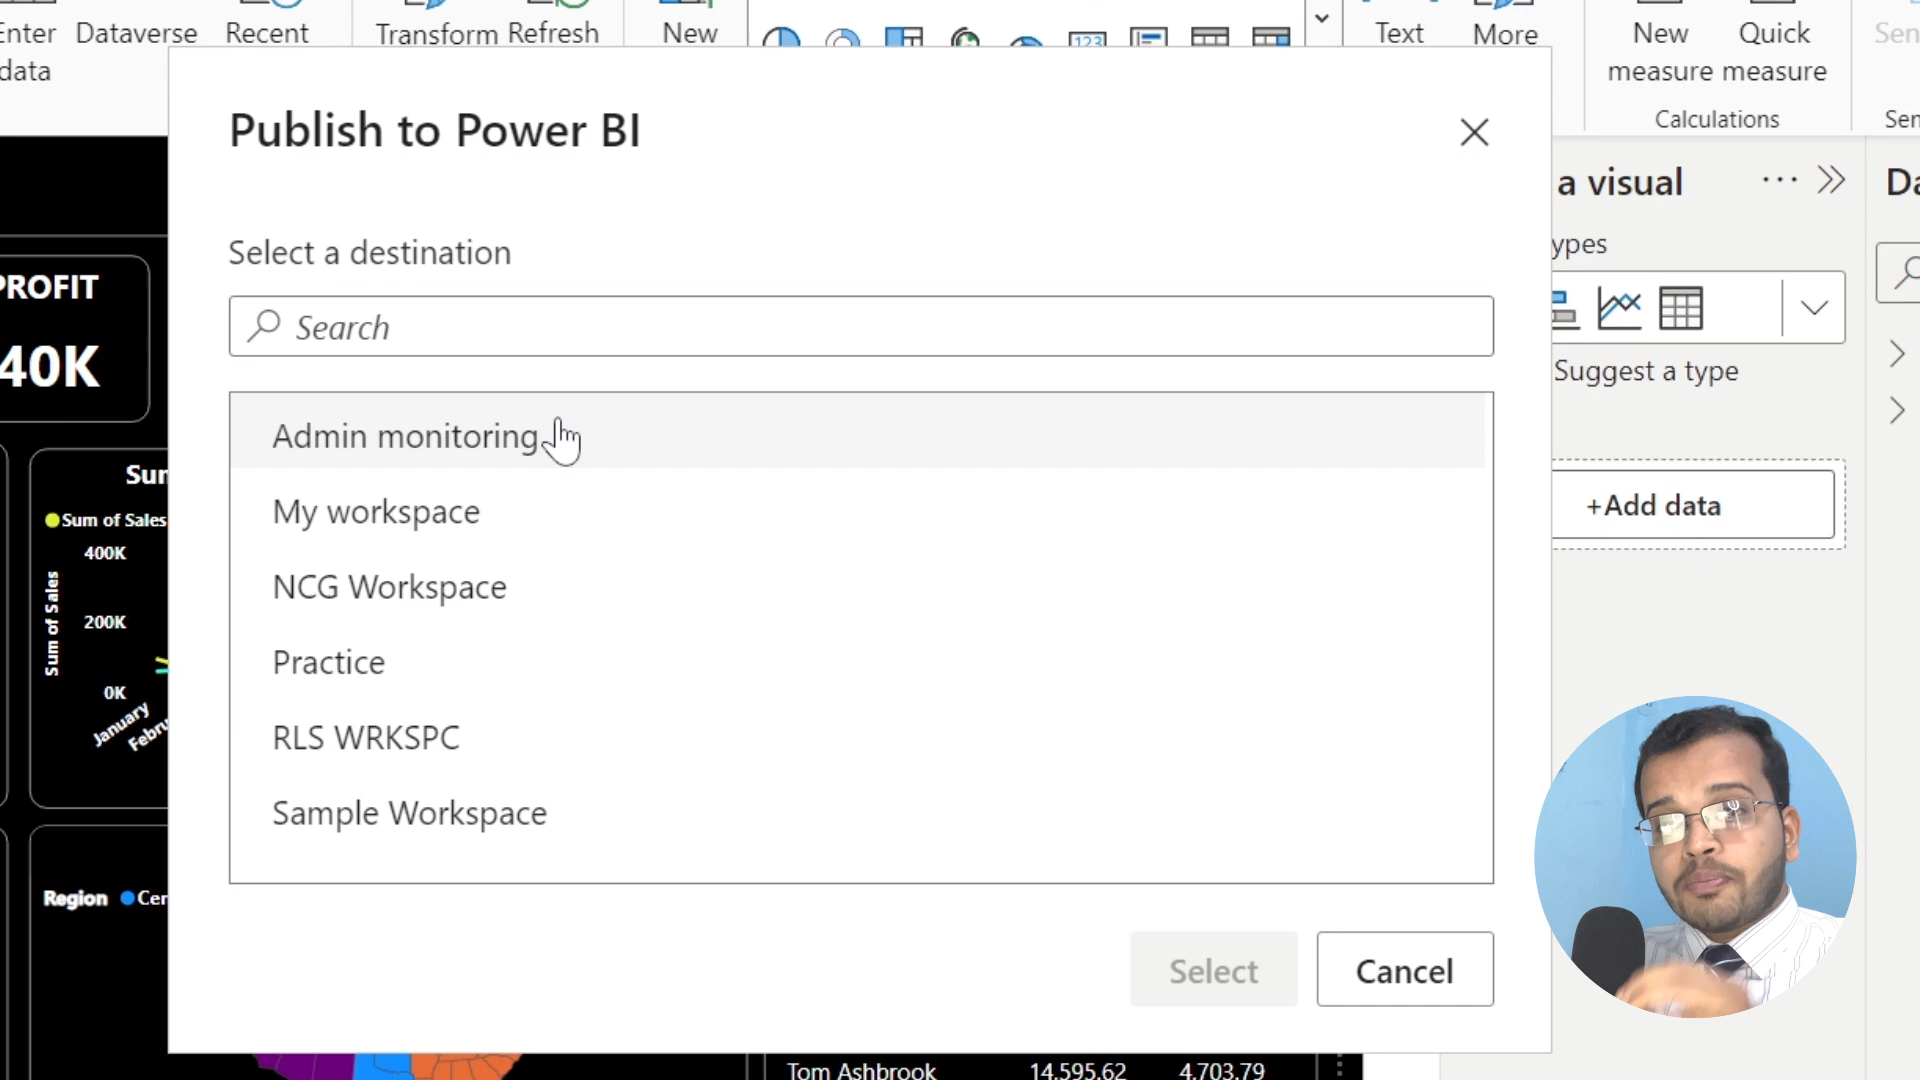 Enter
data
Dataverse
Recent
Transform
Refresh
New
123
Text
More
New
measure
Quick
measure
Calculations
Publish to Power BI
Select a destination
Search
Admin monitoring
My workspace
NCG Workspace
Practice
RLS WRKSPC
Sample Workspace
Select
Cancel
a visual
Suggest a type
+Add data
PROFIT
40K
Sum of Sales
400K
200K
0K
Sum of Sales
January
Region
Tom Ashbrook 14,595.62 4,703.79